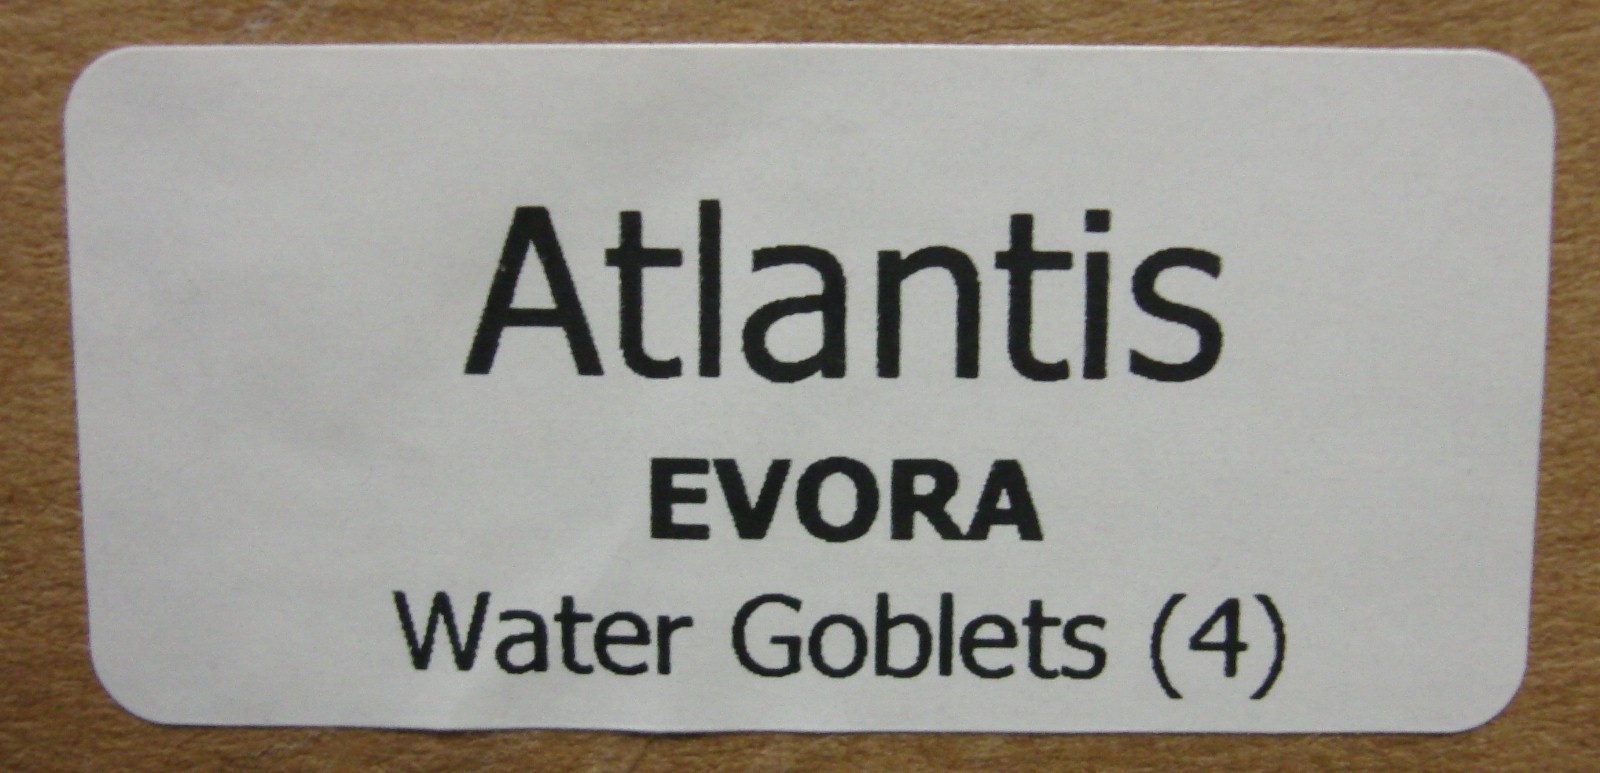 Atlantis
EVORA
Water Goblets (4)